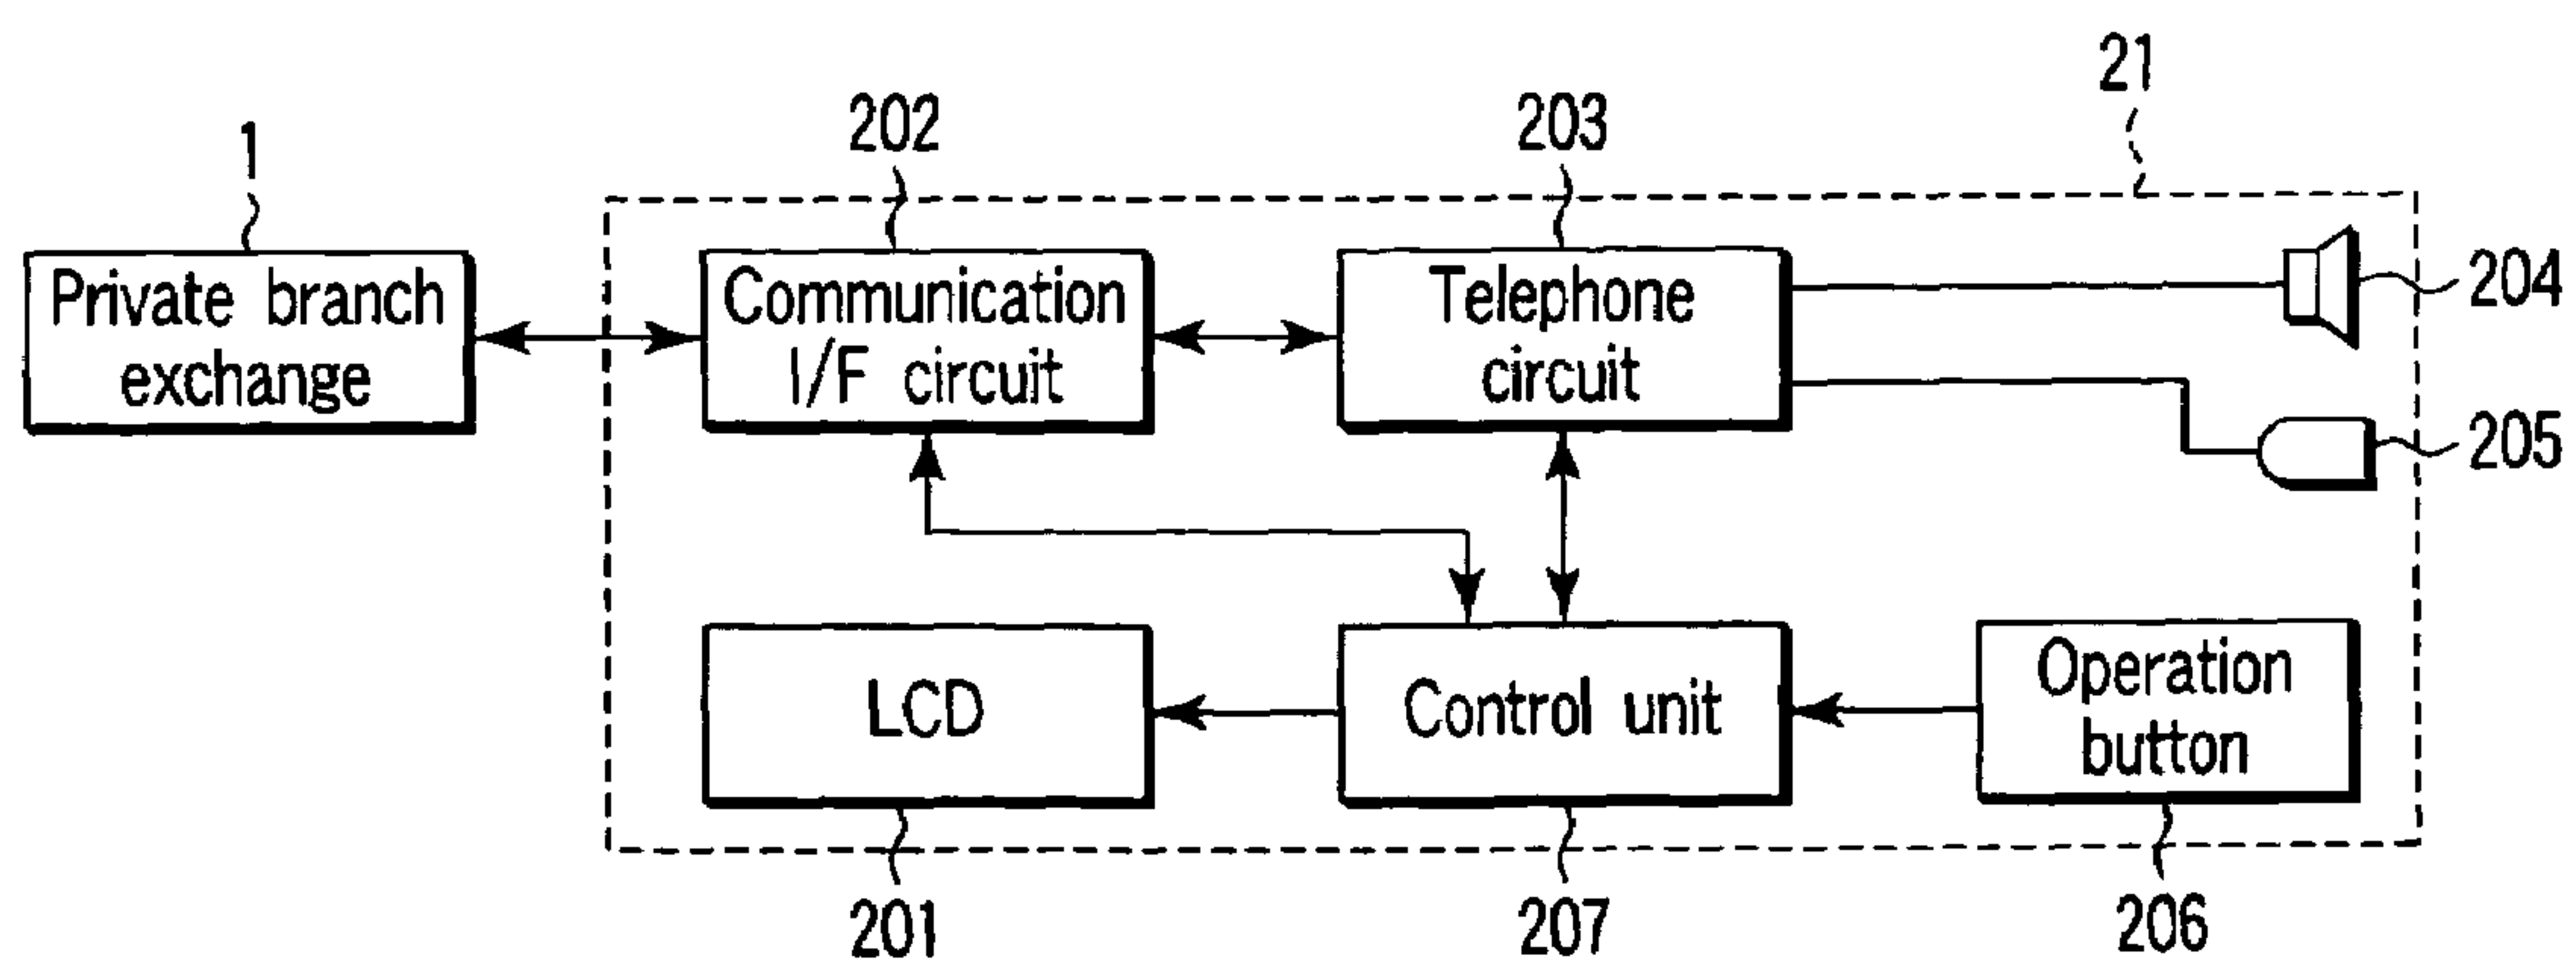 21
202
203
1
Private branch
exchange
Communication
I/F circuit
Telephone
circuit
204
205
LCD
Control unit
Operation
button
201
207
206